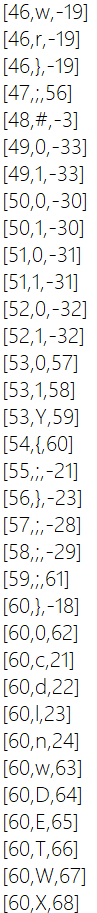 [46,w,-19]
[46,r,-19]
[46,},-19]
[47,;,56]
[48,#,-3]
[49,0,-33]
[49,1,-33]
[50,0,-30]
[50,1,-30]
[51,0,-31]
[51,1,-31]
[52,0,-32]
[52,1,-32]
[53,0,57]
[53,1,58]
[53,Y,59]
[54,{,60]
[55,;,-21]
[56,},-23]
[57,;,-28]
[58,;,-29]
[59,;,61]
[60,},-18]
[60,0,62]
[60,c,21]
[60,d,22]
[60,l,23]
[60,n,24]
[60,w,63]
[60,D,64]
[60,E,65]
[60,T,66]
[60,W,67]
[60,X,68]